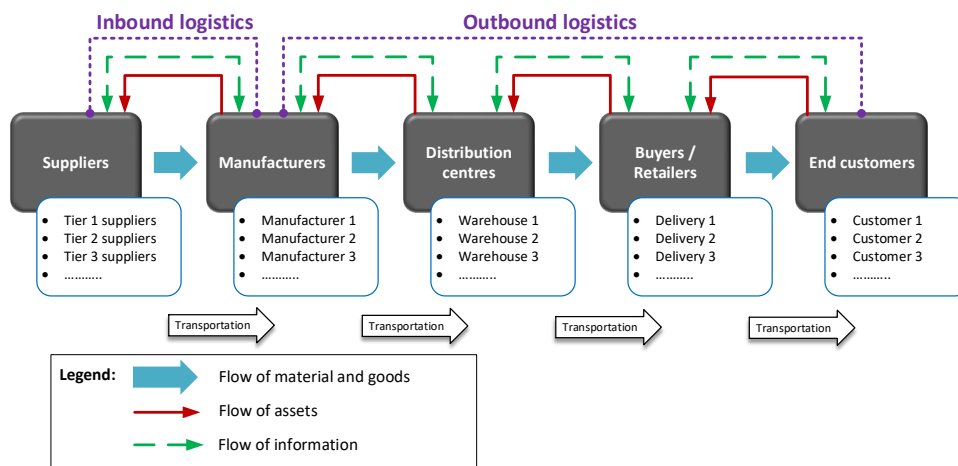 Inbound logistics
Outbound logistics
Suppliers
Manufacturers
Distribution
centres
Buyers /
Retailers
End customers
• Tier 1 suppliers
• Tier 2 suppliers
• Tier 3 suppliers
• ………..
• Manufacturer 1
• Manufacturer 2
• Manufacturer 3
• ………..
• Warehouse 1
• Warehouse 2
• Warehouse 3
• ………..
• Delivery 1
• Delivery 2
• Delivery 3
• ………..
• Customer 1
• Customer 2
• Customer 3
• ………..
Transportation
Transportation
Transportation
Transportation
Legend:
Flow of material and goods
Flow of assets
Flow of information